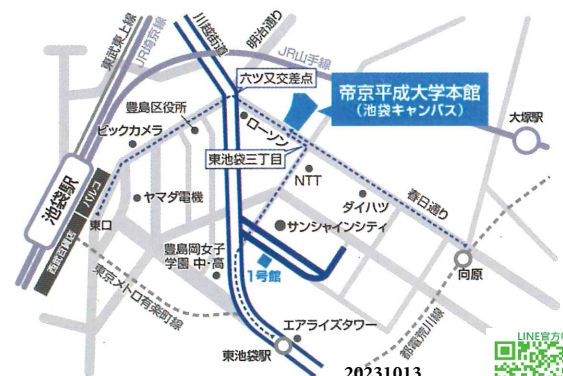 東武東上線
JR埼京線
川越街道
明治通り
JR山手線
六ツ又交差点
帝京平成大学本館
(池袋キャンパス)
大塚駅
豊島区役所
ビックカメラ
ローソン
東池袋三丁目
NTT
池袋駅
パルコ
西武百貨店
東口
ヤマダ電機
ダイハツ
春日通り
サンシャインシティ
豊島岡女子
学園 中・高
1号館
向原
東京メトロ有楽町線
エアライズタワー
都電荒川線
東池袋駅
20231013
LINE官方